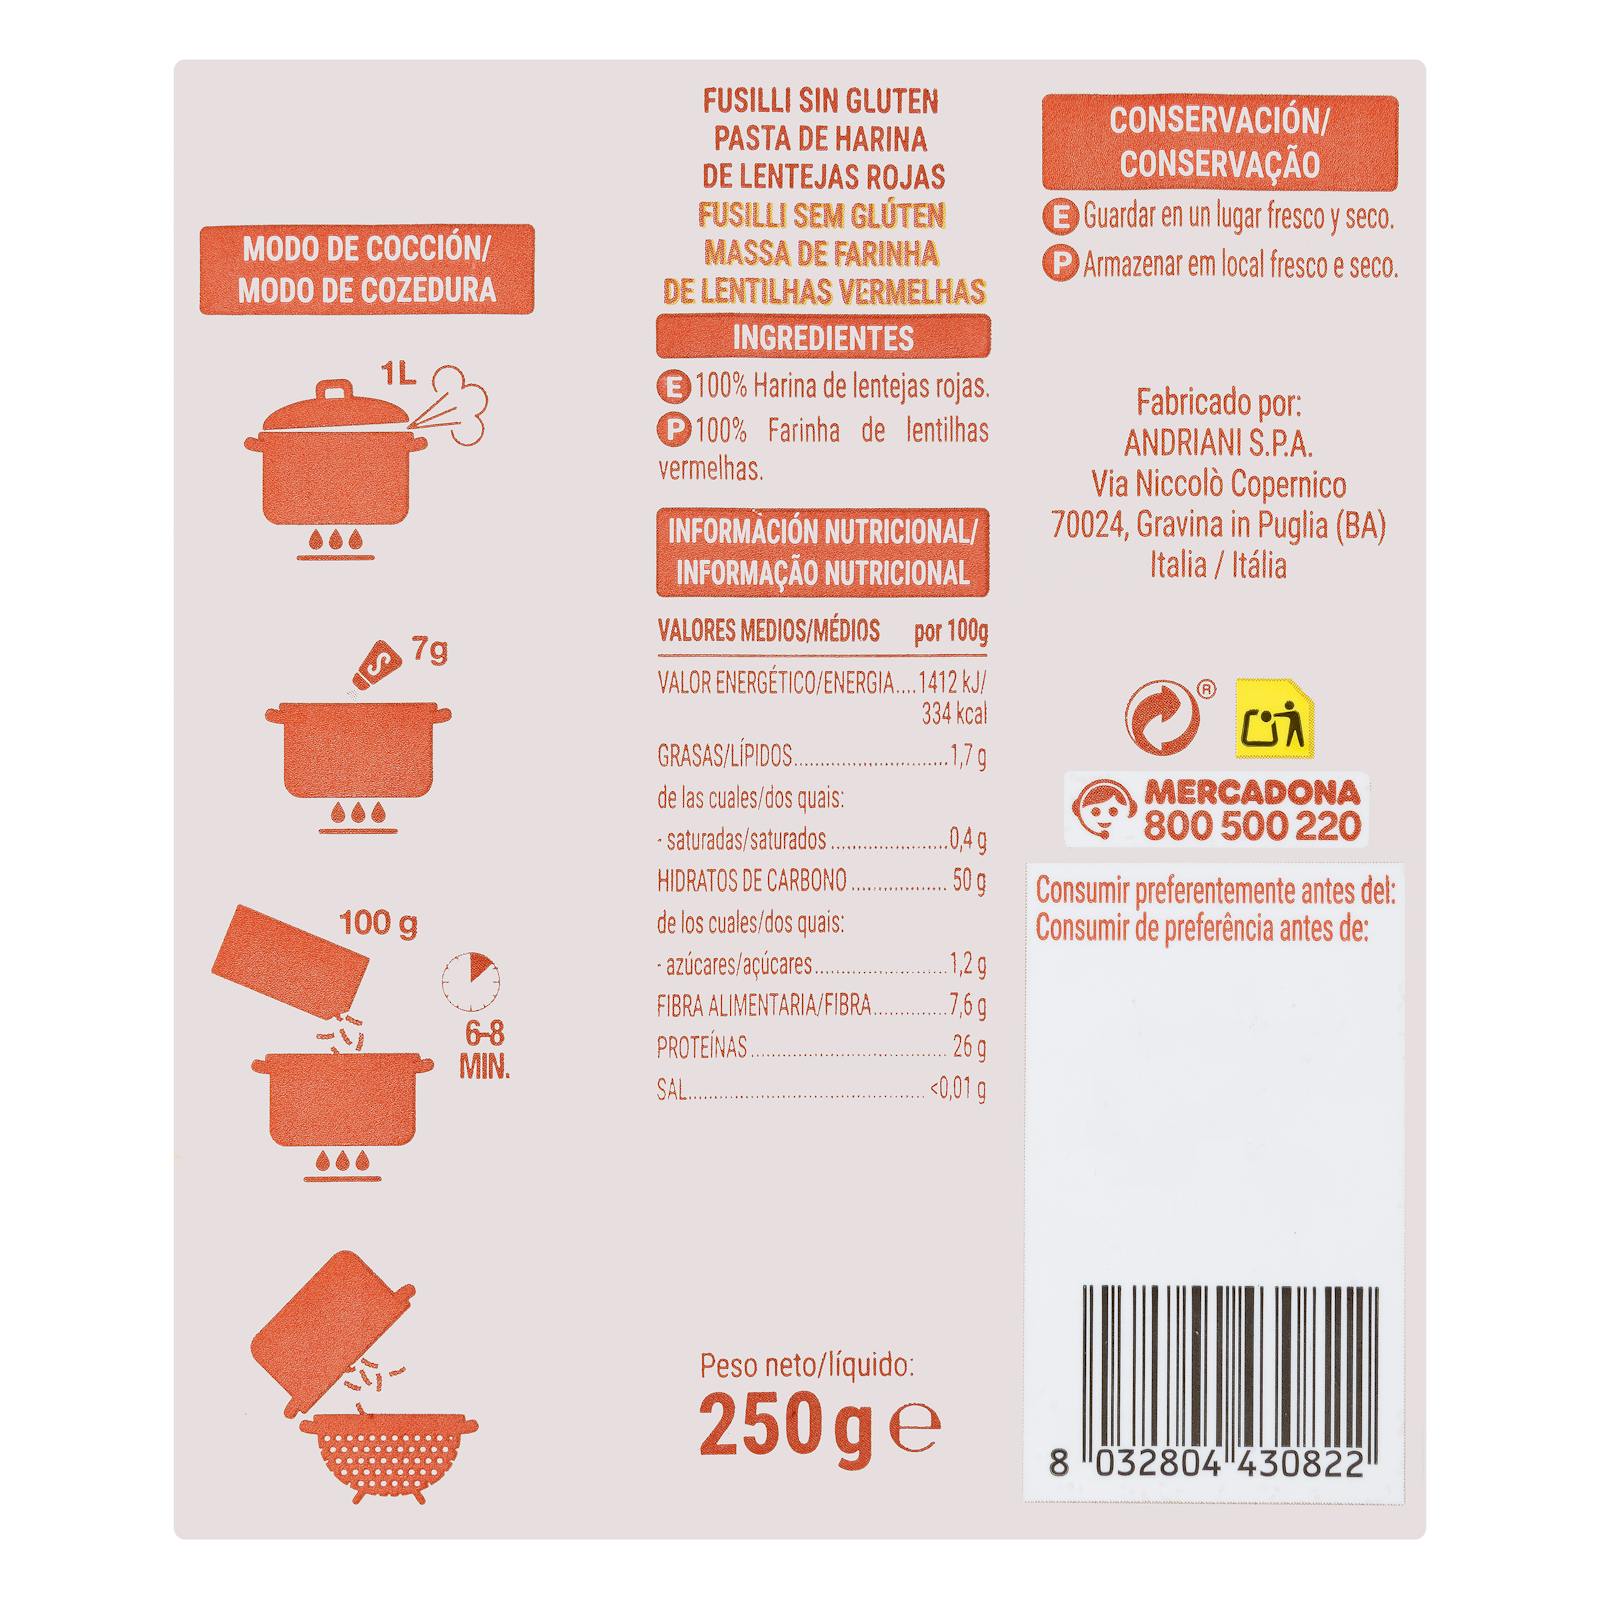 MODO DE COCCIÓN/
MODO DE COZEDURA
1L
S
7g
100 g
6-8
MIN.
FUSILLI SIN GLUTEN
PASTA DE HARINA
DE LENTEJAS ROJAS
FUSILLI SEM GLÚTEN
MASSA DE FARINHA
DE LENTILHAS VERMELHAS
INGREDIENTES
E 100% Harina de lentejas rojas.
P 100% Farinha de lentilhas
vermelhas.
INFORMACIÓN NUTRICIONAL/
INFORMAÇÃO NUTRICIONAL
VALORES MEDIOS/MÉDIOS por 100g
VALOR ENERGÉTICO/ENERGIA....1412 kJ/
334 kcal
GRASAS/LÍPIDOS..................................1,7 g
de las cuales/dos quais:
- saturadas/saturados .........................0,4 g
HIDRATOS DE CARBONO .................... 50 g
de los cuales/dos quais:
- azúcares/açúcares............................1,2 g
FIBRA ALIMENTARIA/FIBRA................7,6 g
PROTEÍNAS......................................... 26 g
SAL.................................................. <0,01 g
Peso neto/líquido:
250 g e
CONSERVACIÓN/
CONSERVAÇÃO
E Guardar en un lugar fresco y seco.
P Armazenar em local fresco e seco.
Fabricado por:
ANDRIANI S.P.A.
Via Niccolò Copernico
70024, Gravina in Puglia (BA)
Italia / Itália
®
MERCADONA
800 500 220
Consumir preferentemente antes del:
Consumir de preferência antes de:
8 032804 430822